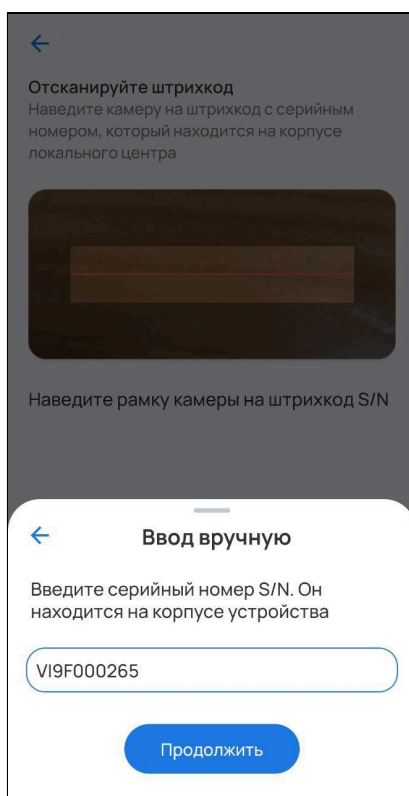 Отсканируйте штрихкод
Наведите камеру на штрихкод с серийным
номером, который находится на корпусе
локального центра
Наведите рамку камеры на штрихкод S/N
Ввод вручную
Введите серийный номер S/N. Он
находится на корпусе устройства
VI9F000265
Продолжить